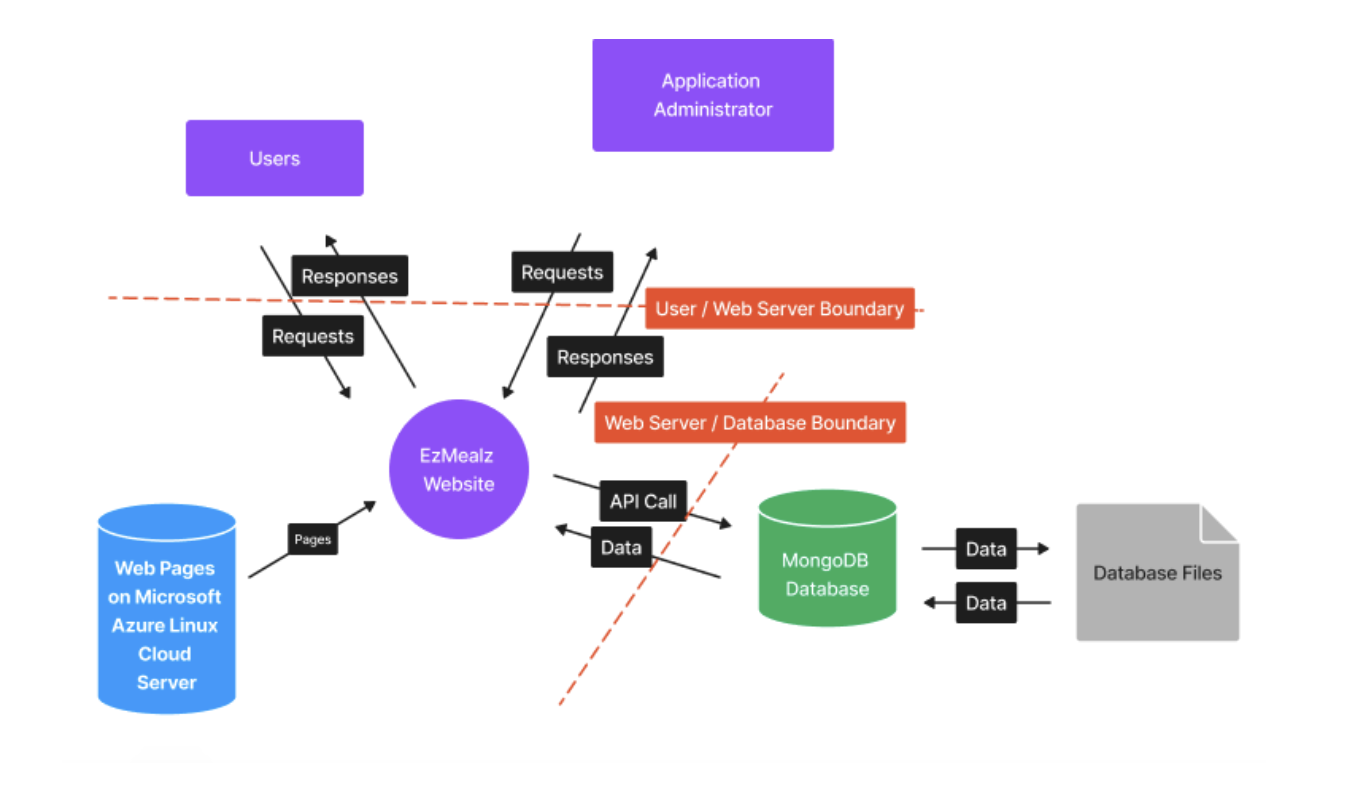 Application
Administrator
Users
Responses
Requests
Requests
Responses
User / Web Server Boundary
Web Server / Database Boundary
EzMealz
Website
API Call
Data
Pages
Web Pages
on Microsoft
Azure Linux
Cloud
Server
MongoDB
Database
Data
Data
Database Files